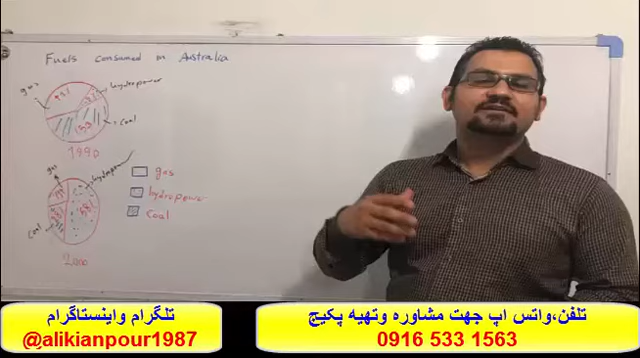 Fuels consumed in Australia
gas
hydropower
coal
1990
gas
hydropower
coal
2000
gas
hydropower
coal
تلگرام واینستاگرام
@alikianpour1987
تلفن،واتس اپ جهت مشاوره وتهیه پکیج
0916 533 1563